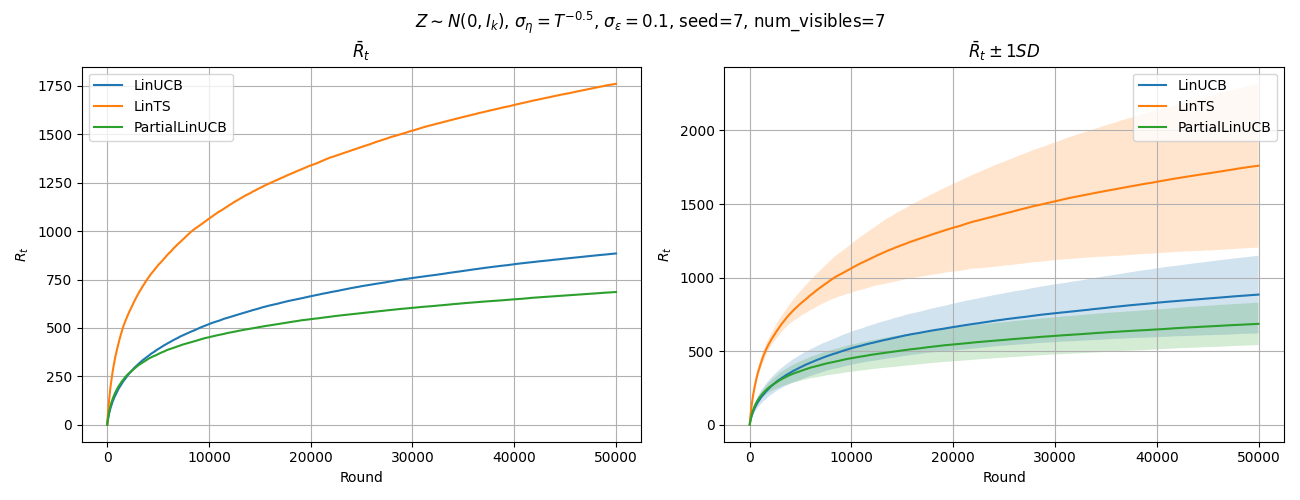 Z ∼ N(0, I_k), σ_η = T^{−0.5}, σ_ε = 0.1, seed=7, num_visibles=7
R̄_t
1750
1500
1250
1000
750
500
250
0
R_t
LinUCB
LinTS
PartialLinUCB
0 10000 20000 30000 40000 50000
Round
R̄_t ± 1SD
2000
1500
1000
500
0
R_t
LinUCB
LinTS
PartialLinUCB
0 10000 20000 30000 40000 50000
Round